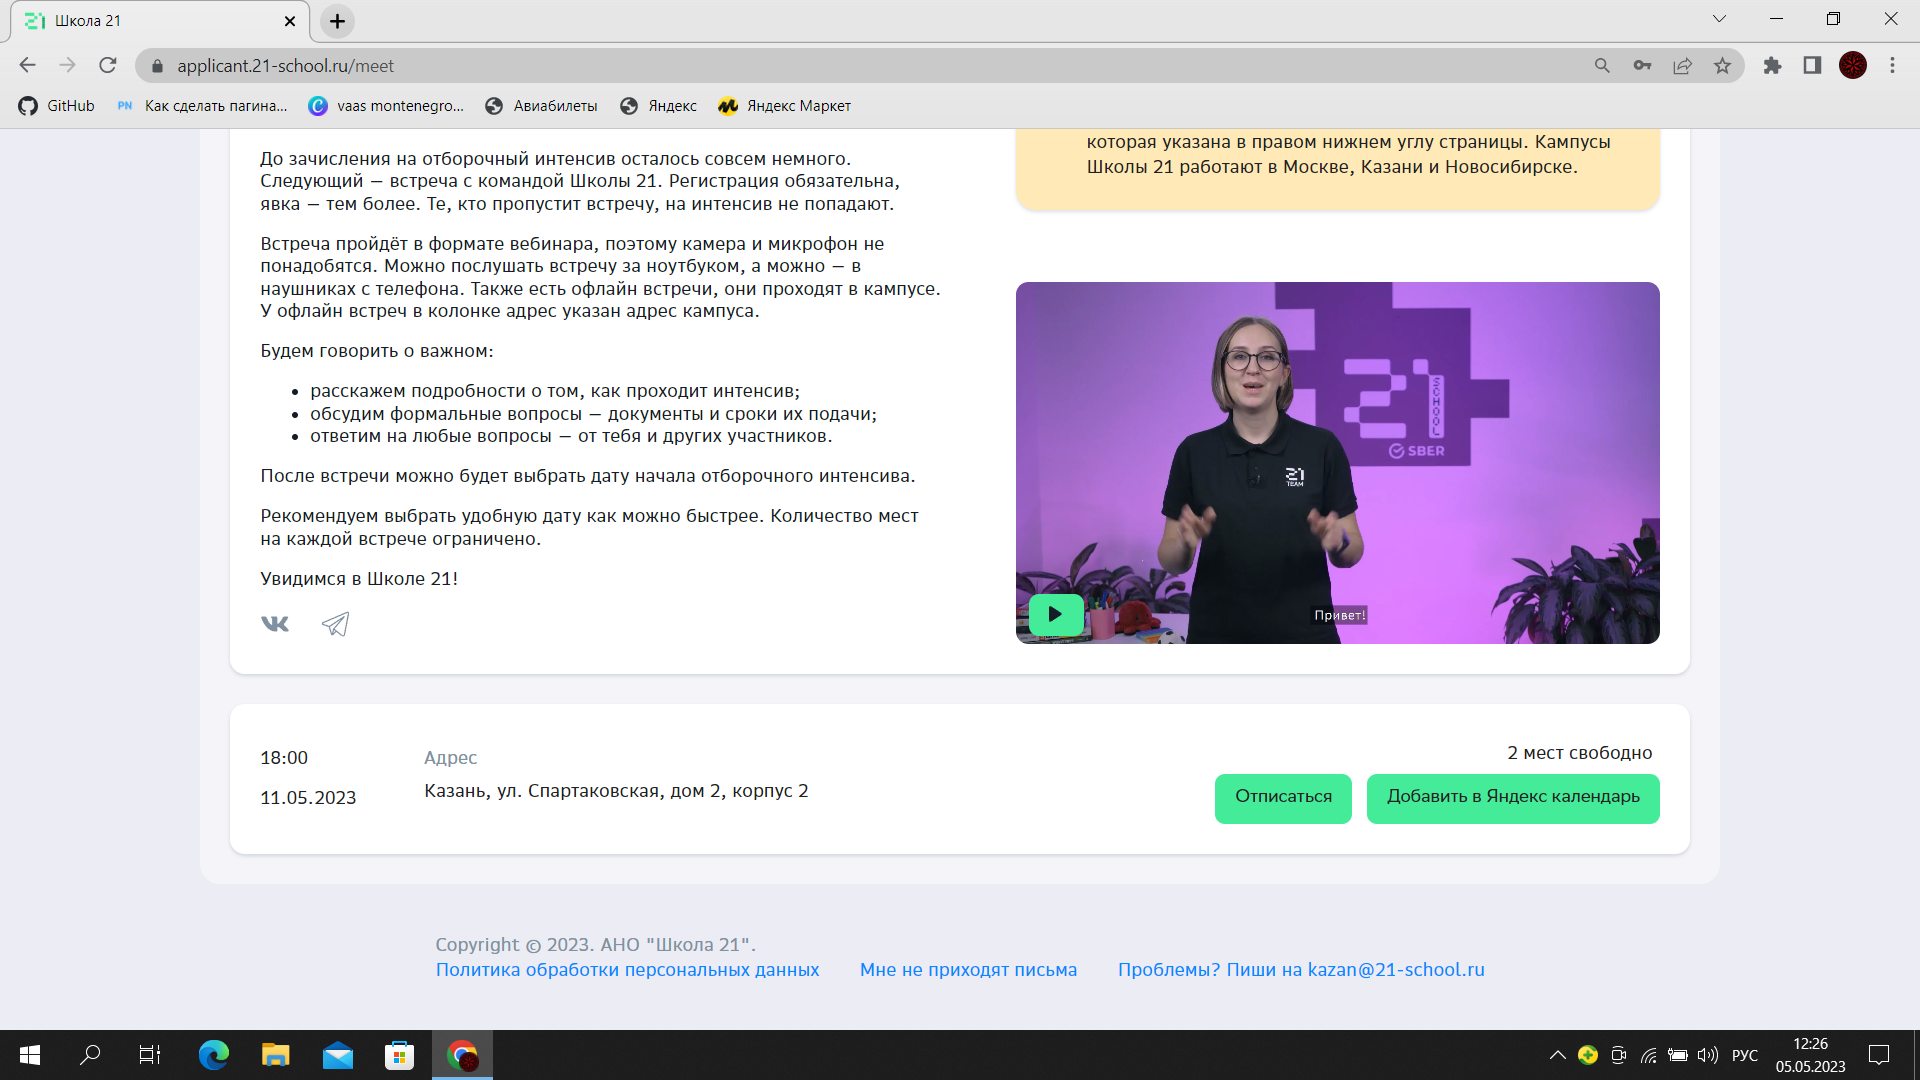 Школа 21
applicant.21-school.ru/meet
GitHub
PN
Как сделать пагина...
vaas montenegro...
Авиабилеты
Яндекс
Яндекс Маркет
До зачисления на отборочный интенсив осталось совсем немного.
Следующий — встреча с командой Школы 21. Регистрация обязательна,
явка — тем более. Те, кто пропустит встречу, на интенсив не попадают.
Встреча пройдёт в формате вебинара, поэтому камера и микрофон не
понадобятся. Можно послушать встречу за ноутбуком, а можно — в
наушниках с телефона. Также есть офлайн встречи, они проходят в кампусе.
У офлайн встреч в колонке адрес указан адрес кампуса.
Будем говорить о важном:
• расскажем подробности о том, как проходит интенсив;
• обсудим формальные вопросы — документы и сроки их подачи;
• ответим на любые вопросы — от тебя и других участников.
После встречи можно будет выбрать дату начала отборочного интенсива.
Рекомендуем выбрать удобную дату как можно быстрее. Количество мест
на каждой встрече ограничено.
Увидимся в Школе 21!
которая указана в правом нижнем углу страницы. Кампусы
Школы 21 работают в Москве, Казани и Новосибирске.
21 SCHOOL
SBER
21
TEAM
Привет!
18:00
11.05.2023
Адрес
Казань, ул. Спартаковская, дом 2, корпус 2
2 мест свободно
Отписаться
Добавить в Яндекс календарь
Copyright © 2023. АНО "Школа 21".
Политика обработки персональных данных
Мне не приходят письма
Проблемы? Пиши на kazan@21-school.ru
РУС
12:26
05.05.2023